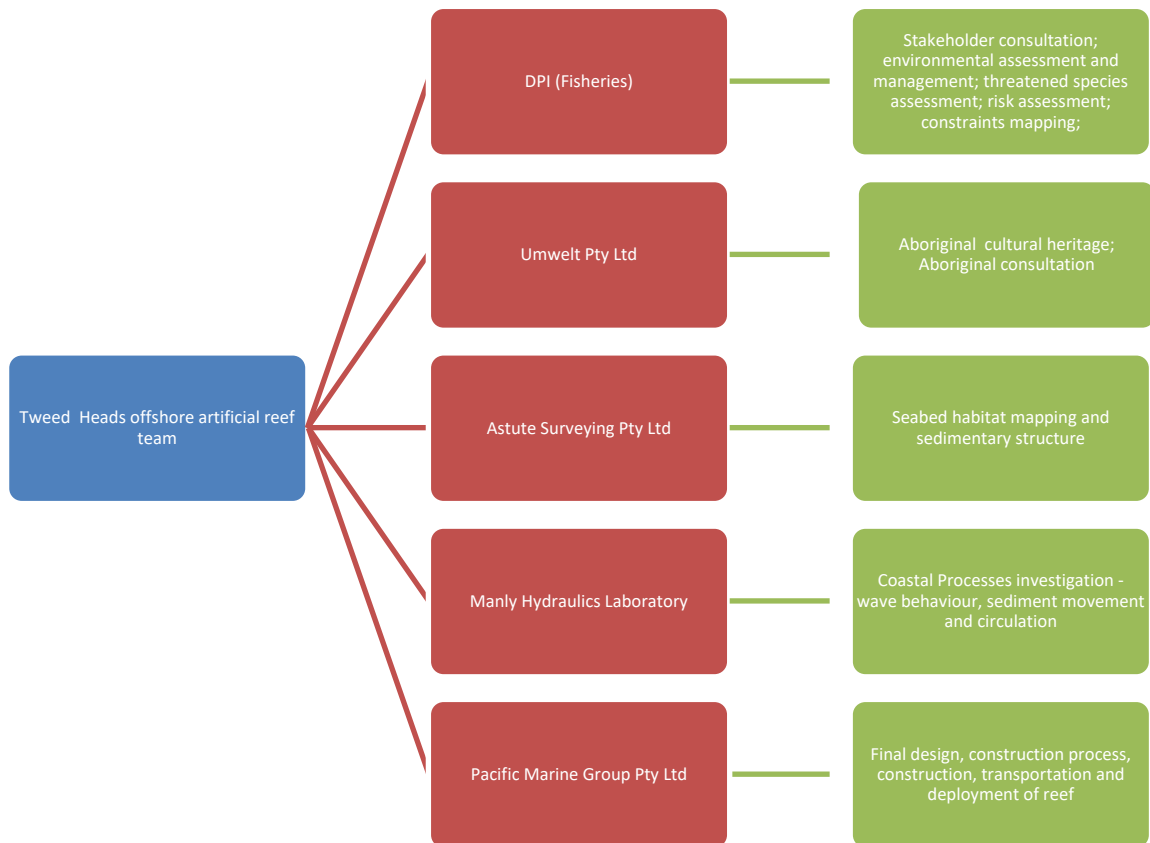 DPI (Fisheries)
Stakeholder consultation;
environmental assessment and
management; threatened species
assessment; risk assessment;
constraints mapping;
Umwelt Pty Ltd
Aboriginal cultural heritage;
Aboriginal consultation
Tweed Heads offshore artificial reef
team
Astute Surveying Pty Ltd
Seabed habitat mapping and
sedimentary structure
Manly Hydraulics Laboratory
Coastal Processes investigation -
wave behaviour, sediment movement
and circulation
Pacific Marine Group Pty Ltd
Final design, construction process,
construction, transportation and
deployment of reef